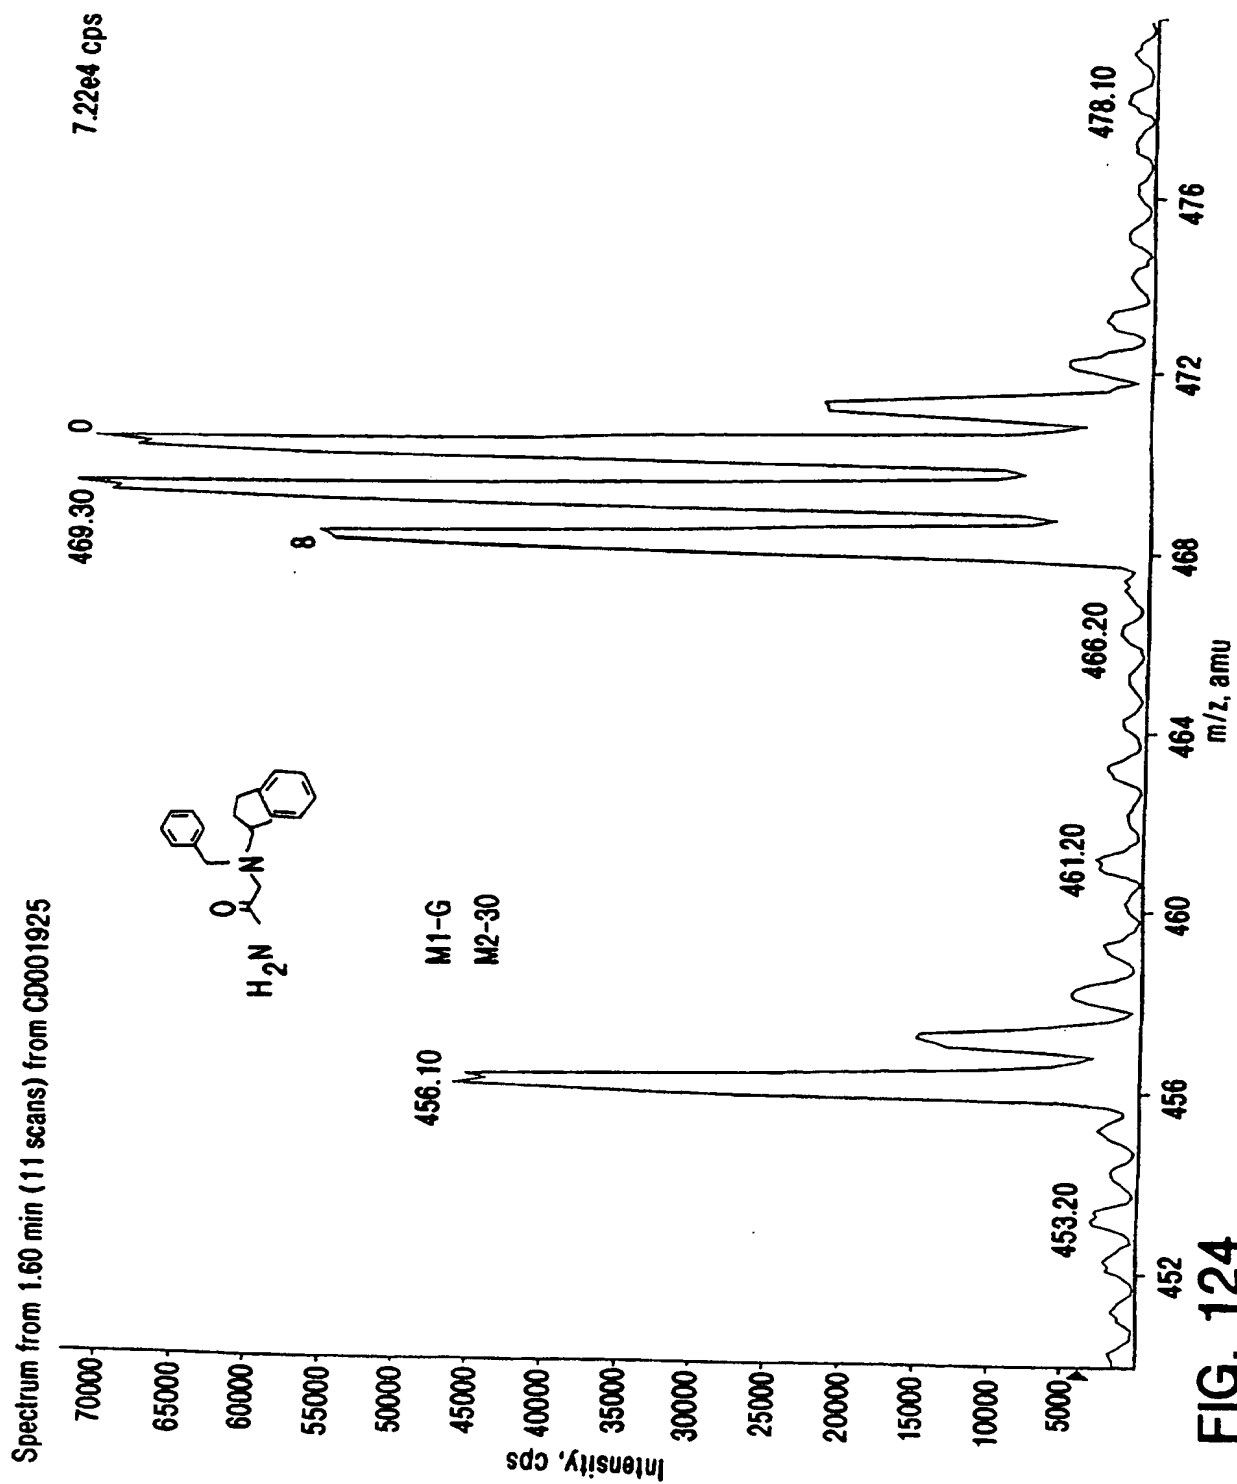 Spectrum from 1.60 min (11 scans) from CD001925
7.22e4 cps
Intensity, cps
70000
65000
60000
55000
50000
45000
40000
35000
30000
25000
20000
15000
10000
5000
469.30
0
8
456.10
453.20
461.20
466.20
478.10
O
N
H2N
M1-G
M2-30
452
456
460
464
468
472
476
m/z, amu
FIG. 124